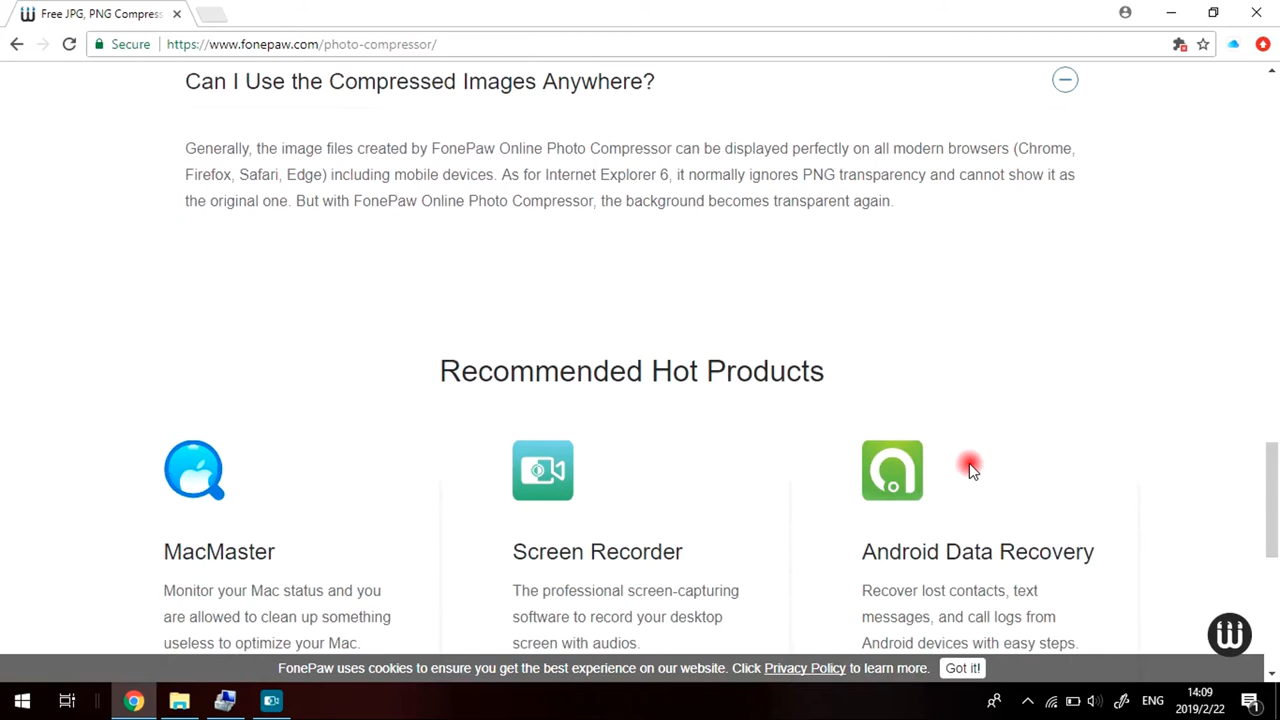 Free JPG, PNG Compress
Secure
https://www.fonepaw.com/photo-compressor/
Can I Use the Compressed Images Anywhere?
Generally, the image files created by FonePaw Online Photo Compressor can be displayed perfectly on all modern browsers (Chrome,
Firefox, Safari, Edge) including mobile devices. As for Internet Explorer 6, it normally ignores PNG transparency and cannot show it as
the original one. But with FonePaw Online Photo Compressor, the background becomes transparent again.
Recommended Hot Products
MacMaster
Monitor your Mac status and you
are allowed to clean up something
useless to optimize your Mac.
Screen Recorder
The professional screen-capturing
software to record your desktop
screen with audios.
Android Data Recovery
Recover lost contacts, text
messages, and call logs from
Android devices with easy steps.
FonePaw uses cookies to ensure you get the best experience on our website. Click Privacy Policy to learn more. Got it!
ENG
14:09
2019/2/22
1